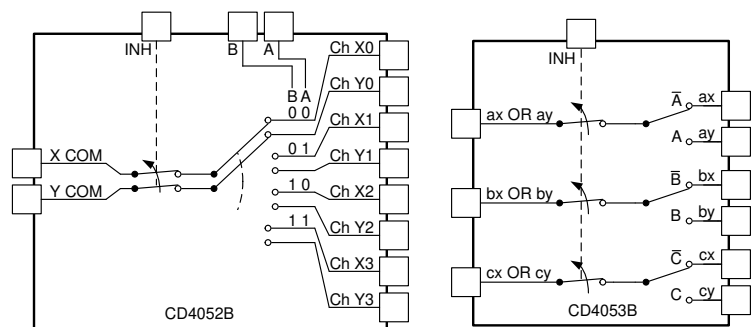 INH
B
A
Ch X0
B A
Ch Y0
0 0
Ch X1
0 1
X COM
Ch Y1
Y COM
1 0
Ch X2
Ch Y2
1 1
Ch X3
Ch Y3
CD4052B
INH
A̅ ax
ax OR ay
A ay
B̅ bx
bx OR by
B by
C̅ cx
cx OR cy
C cy
CD4053B